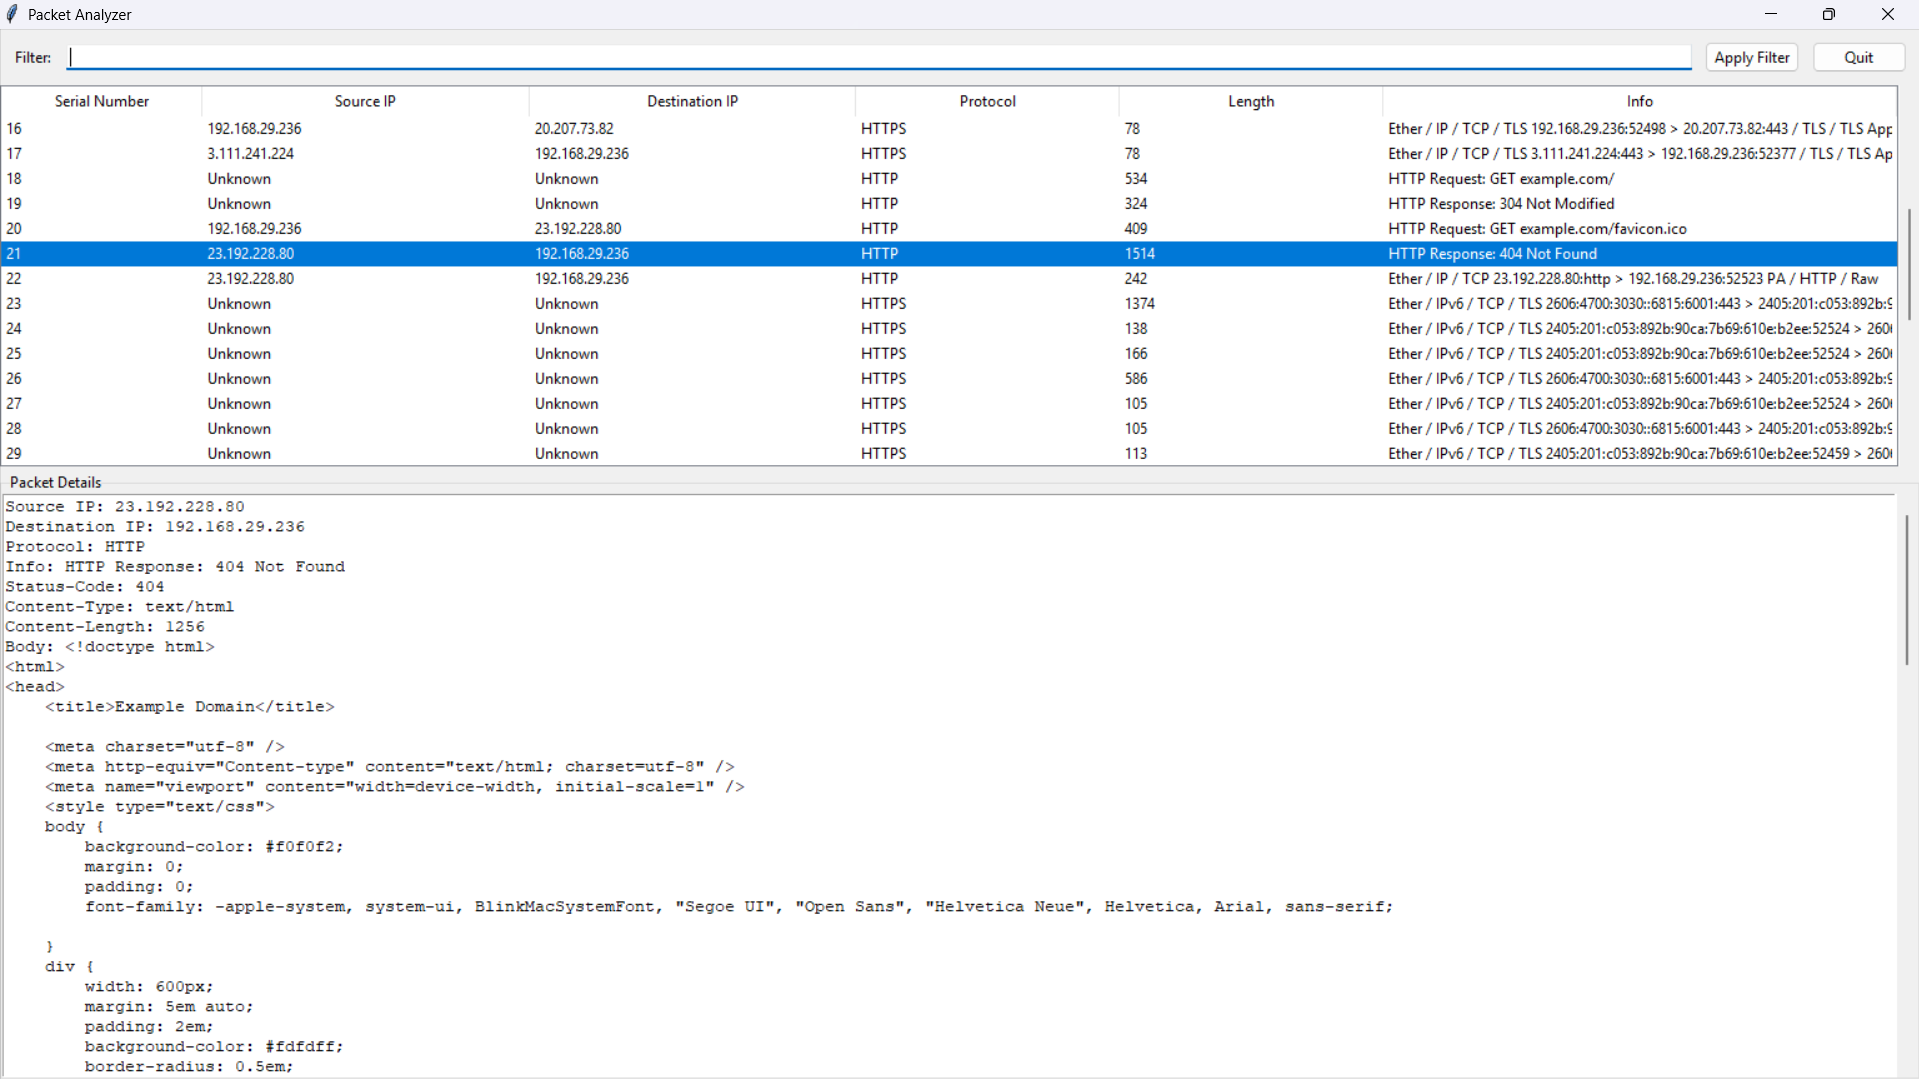 Packet Analyzer
Filter: Apply Filter Quit
Serial Number Source IP Destination IP Protocol Length Info
16 192.168.29.236 20.207.73.82 HTTPS 78 Ether / IP / TCP / TLS 192.168.29.236:52498 > 20.207.73.82:443 / TLS / TLS App
17 3.111.241.224 192.168.29.236 HTTPS 78 Ether / IP / TCP / TLS 3.111.241.224:443 > 192.168.29.236:52377 / TLS / TLS Ap
18 Unknown Unknown HTTP 534 HTTP Request: GET example.com/
19 Unknown Unknown HTTP 324 HTTP Response: 304 Not Modified
20 192.168.29.236 23.192.228.80 HTTP 409 HTTP Request: GET example.com/favicon.ico
21 23.192.228.80 192.168.29.236 HTTP 1514 HTTP Response: 404 Not Found
22 23.192.228.80 192.168.29.236 HTTP 242 Ether / IP / TCP 23.192.228.80:http > 192.168.29.236:52523 PA / HTTP / Raw
23 Unknown Unknown HTTPS 1374 Ether / IPv6 / TCP / TLS 2606:4700:3030::6815:6001:443 > 2405:201:c053:892b:9
24 Unknown Unknown HTTPS 138 Ether / IPv6 / TCP / TLS 2405:201:c053:892b:90ca:7b69:610e:b2ee:52524 > 260
25 Unknown Unknown HTTPS 166 Ether / IPv6 / TCP / TLS 2405:201:c053:892b:90ca:7b69:610e:b2ee:52524 > 260
26 Unknown Unknown HTTPS 586 Ether / IPv6 / TCP / TLS 2606:4700:3030::6815:6001:443 > 2405:201:c053:892b:9
27 Unknown Unknown HTTPS 105 Ether / IPv6 / TCP / TLS 2405:201:c053:892b:90ca:7b69:610e:b2ee:52524 > 260
28 Unknown Unknown HTTPS 105 Ether / IPv6 / TCP / TLS 2606:4700:3030::6815:6001:443 > 2405:201:c053:892b:9
29 Unknown Unknown HTTPS 113 Ether / IPv6 / TCP / TLS 2405:201:c053:892b:90ca:7b69:610e:b2ee:52459 > 260
Packet Details
Source IP: 23.192.228.80
Destination IP: 192.168.29.236
Protocol: HTTP
Info: HTTP Response: 404 Not Found
Status-Code: 404
Content-Type: text/html
Content-Length: 1256
Body: <!doctype html>
<html>
<head>
    <title>Example Domain</title>
    <meta charset="utf-8" />
    <meta http-equiv="Content-type" content="text/html; charset=utf-8" />
    <meta name="viewport" content="width=device-width, initial-scale=1" />
    <style type="text/css">
    body {
        background-color: #f0f0f2;
        margin: 0;
        padding: 0;
        font-family: -apple-system, system-ui, BlinkMacSystemFont, "Segoe UI", "Open Sans", "Helvetica Neue", Helvetica, Arial, sans-serif;
    }
    div {
        width: 600px;
        margin: 5em auto;
        padding: 2em;
        background-color: #fdfdff;
        border-radius: 0.5em;